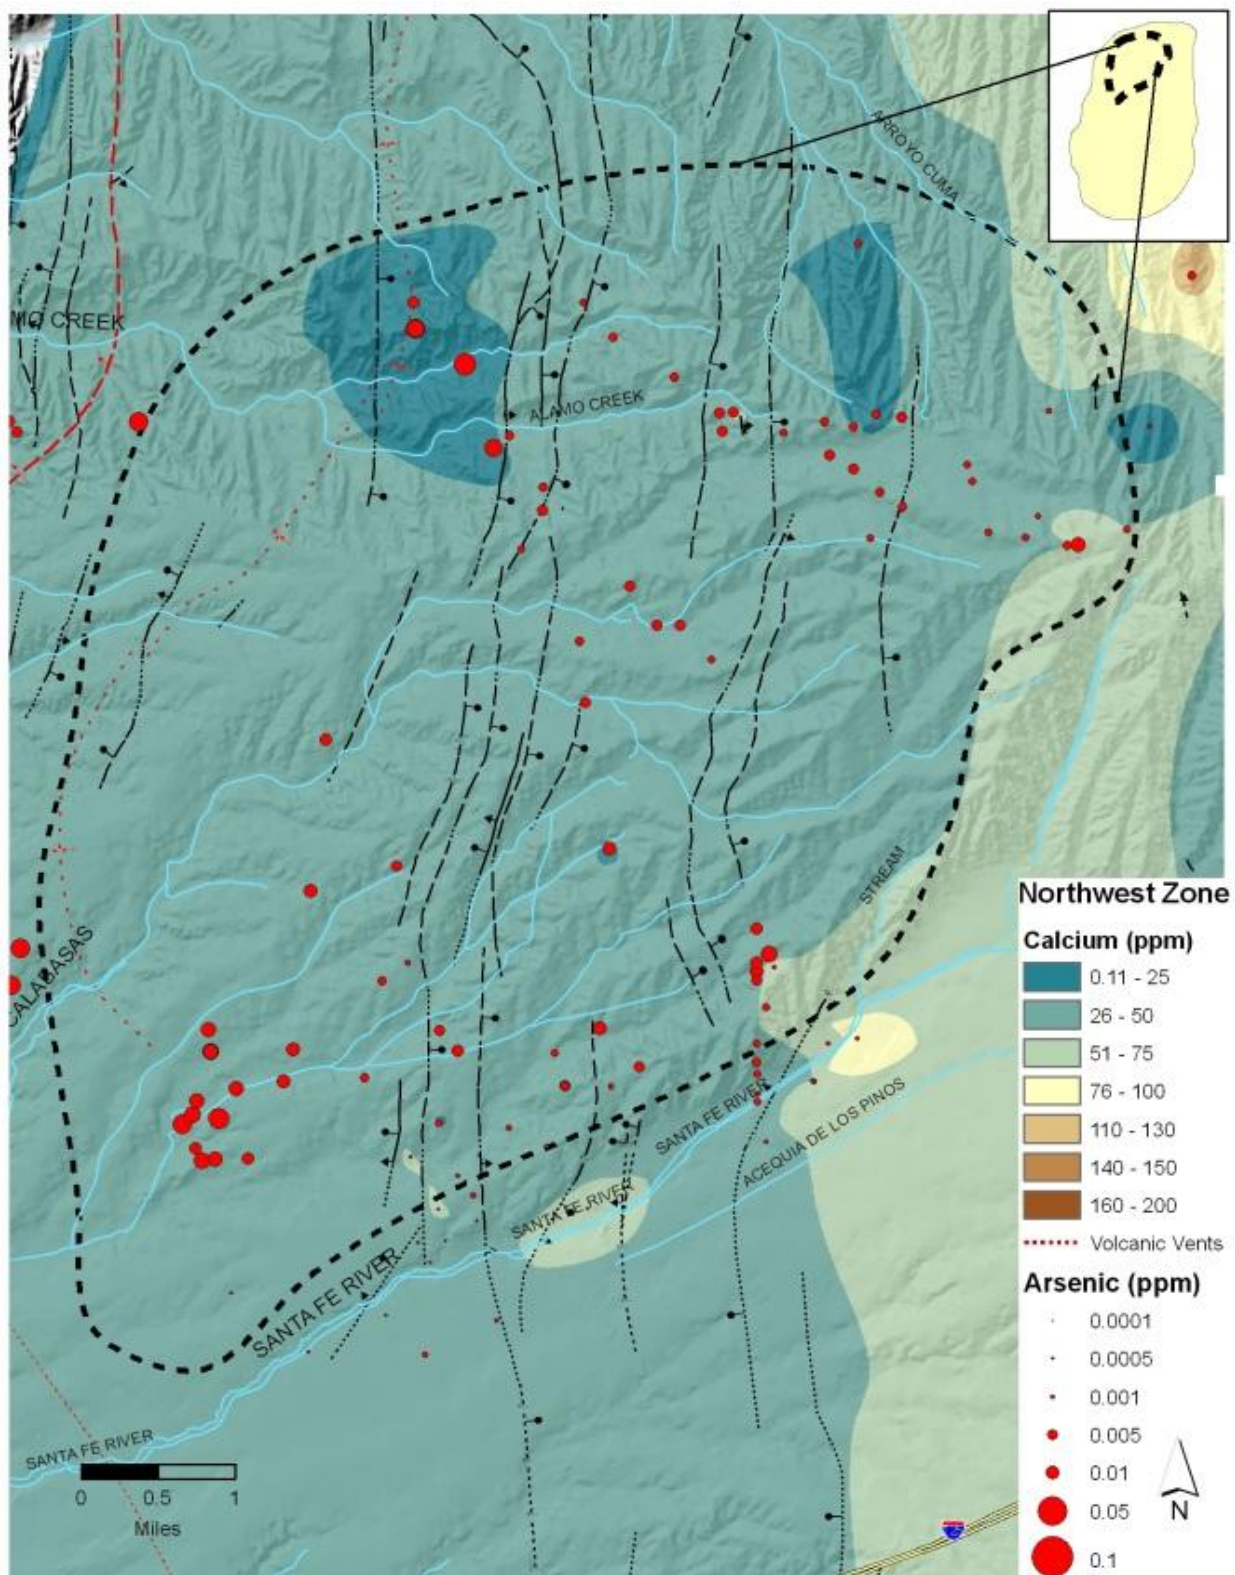 ARROYO CUMA
MO CREEK
ALAMO CREEK
CALABASAS
STREAM
SANTA FE RIVER
ACEQUIA DE LOS PINOS
SANTA FE RIVER
SANTA FE RIVER
SANTA FE RIVER
0 0.5 1
Miles
Northwest Zone
Calcium (ppm)
0.11 - 25
26 - 50
51 - 75
76 - 100
110 - 130
140 - 150
160 - 200
Volcanic Vents
Arsenic (ppm)
0.0001
0.0005
0.001
0.005
0.01
0.05
0.1
N